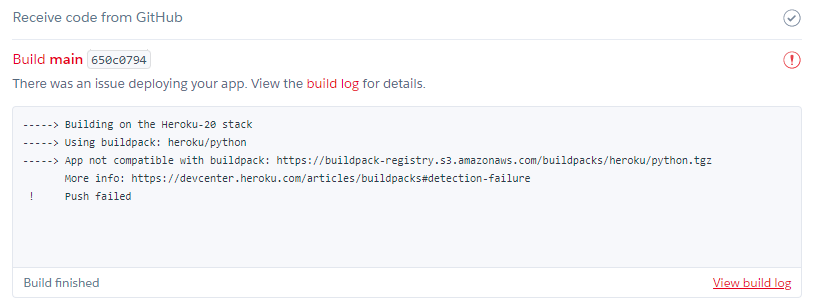 Receive code from GitHub
Build main 650c0794
There was an issue deploying your app. View the build log for details.
-----> Building on the Heroku-20 stack
-----> Using buildpack: heroku/python
-----> App not compatible with buildpack: https://buildpack-registry.s3.amazonaws.com/buildpacks/heroku/python.tgz
More info: https://devcenter.heroku.com/articles/buildpacks#detection-failure
! Push failed
Build finished
View build log